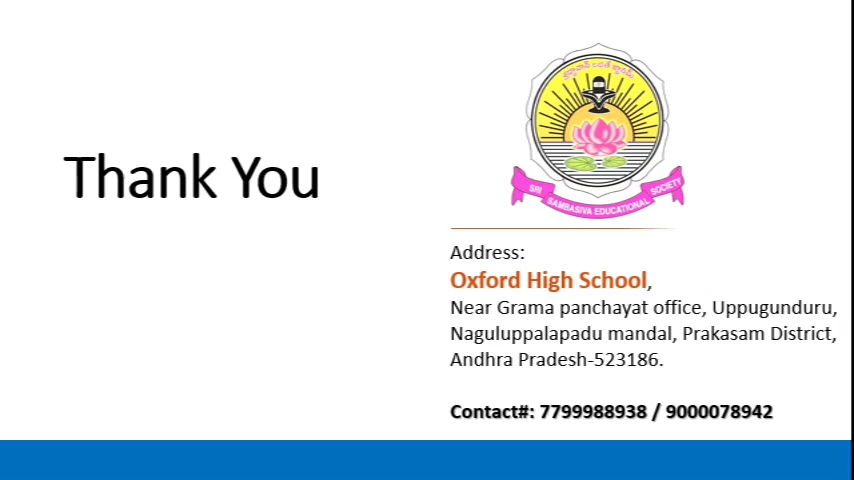 Thank You
SRI SAMBASIVA EDUCATIONAL SOCIETY
Address:
Oxford High School,
Near Grama panchayat office, Uppugunduru,
Naguluppalapadu mandal, Prakasam District,
Andhra Pradesh-523186.
Contact#: 7799988938 / 9000078942